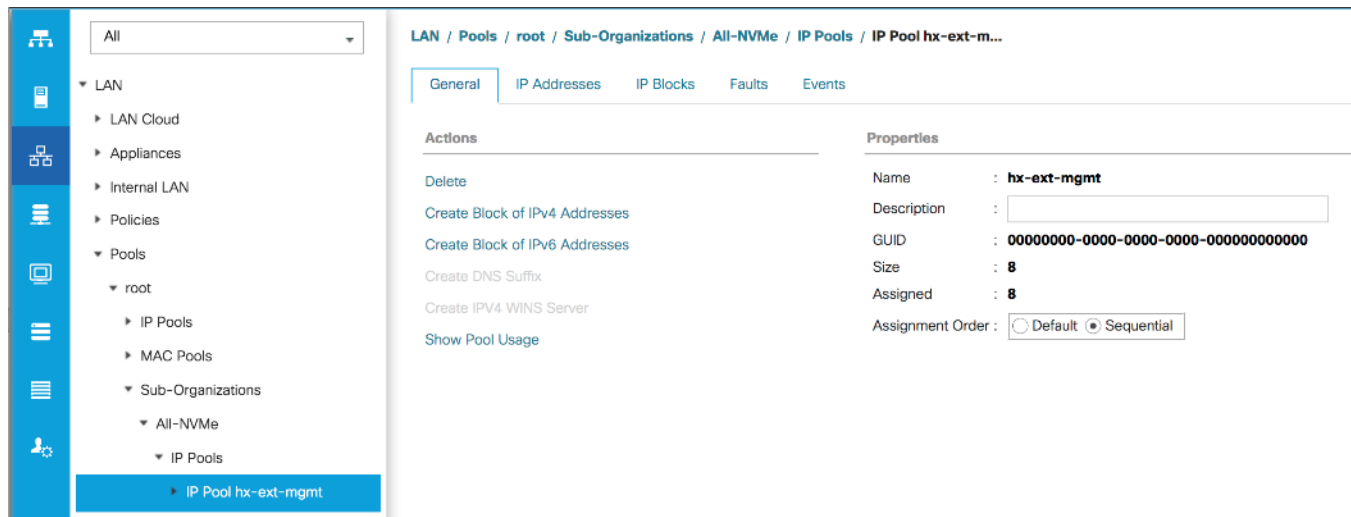 All
LAN
LAN Cloud
Appliances
Internal LAN
Policies
Pools
root
IP Pools
MAC Pools
Sub-Organizations
All-NVMe
IP Pools
IP Pool hx-ext-mgmt
LAN / Pools / root / Sub-Organizations / All-NVMe / IP Pools / IP Pool hx-ext-m...
General IP Addresses IP Blocks Faults Events
Actions
Delete
Create Block of IPv4 Addresses
Create Block of IPv6 Addresses
Create DNS Suffix
Create IPV4 WINS Server
Show Pool Usage
Properties
Name : hx-ext-mgmt
Description :
GUID : 00000000-0000-0000-0000-000000000000
Size : 8
Assigned : 8
Assignment Order : Default Sequential